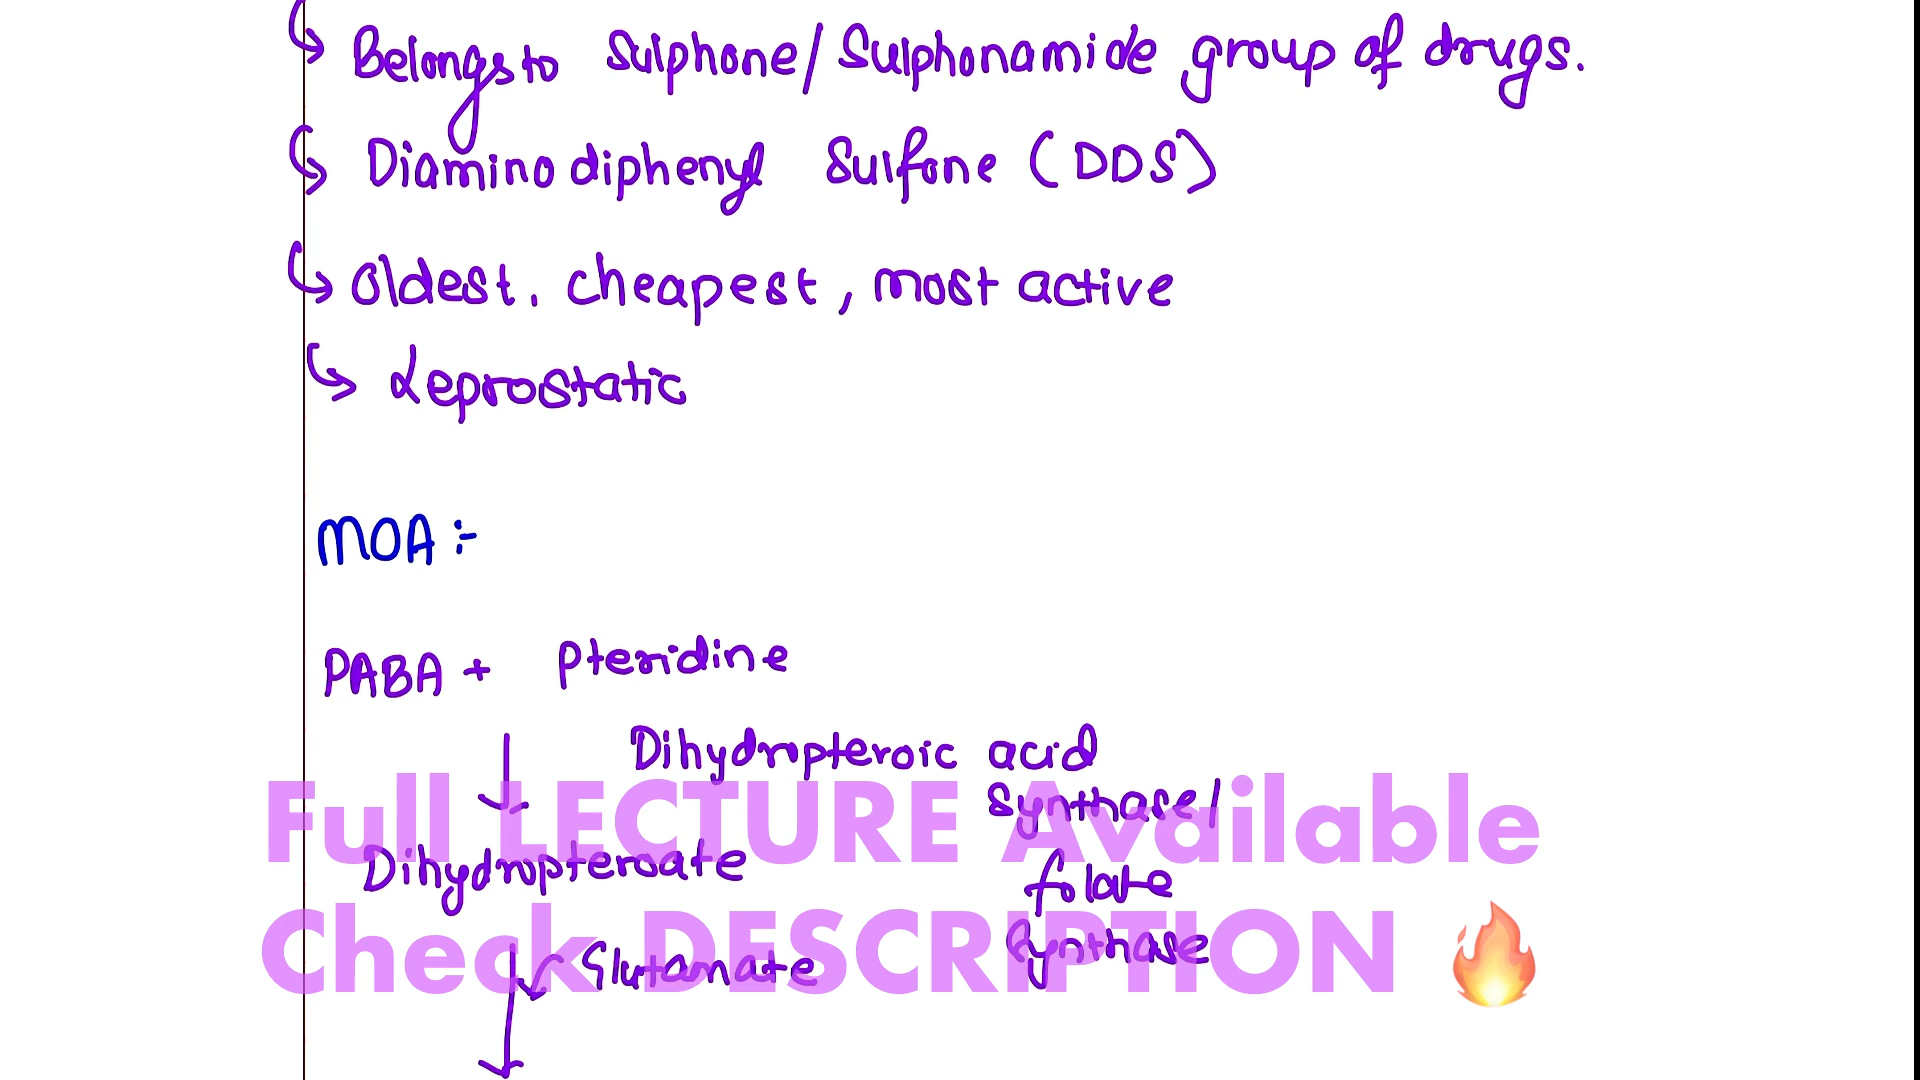 Belongs to Sulphone/Sulphonamide group of drugs.
Diamino diphenyl Sulfone (DDS)
Oldest. cheapest, most active
Leprostatic
MOA :-
PABA + Pteridine
Dihydropteroic acid
synthase/
Dihydropteroate
folate
synthase
Glutamate
Full LECTURE Available
Check DESCRIPTION 🔥